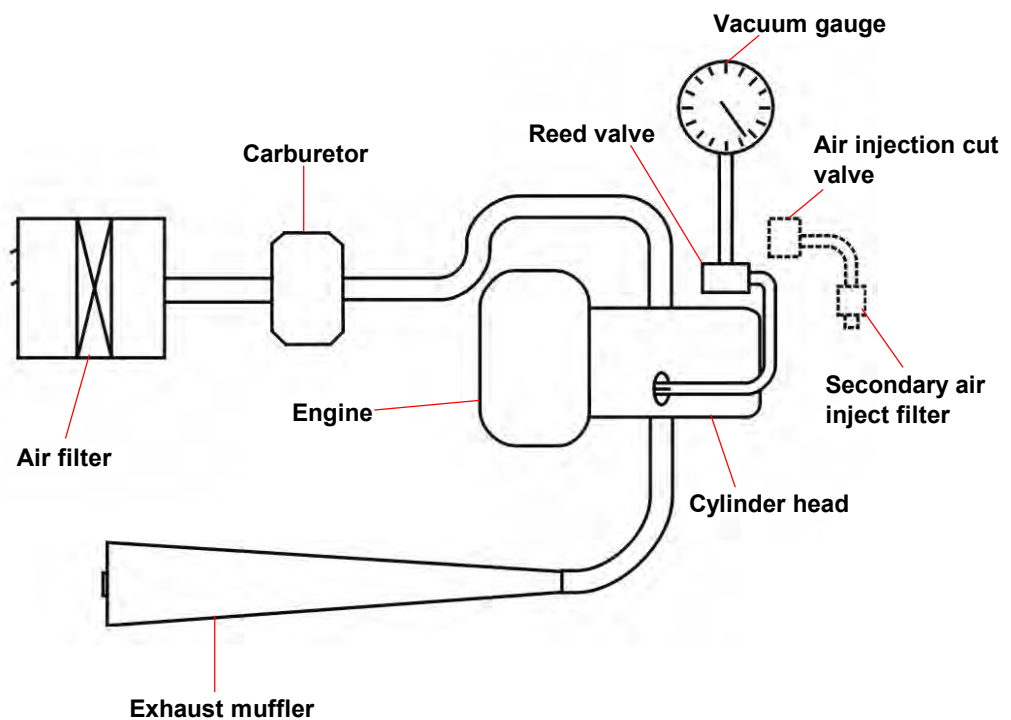 Vacuum gauge
Reed valve
Air injection cut
valve
Carburetor
Engine
Secondary air
inject filter
Air filter
Cylinder head
Exhaust muffler